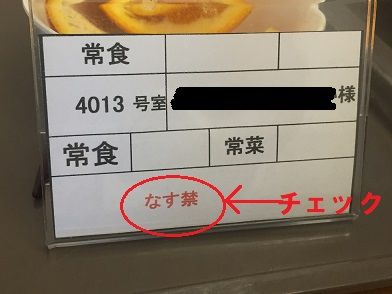 常食
4013 号室 様
常食 常菜
なす禁 チェック